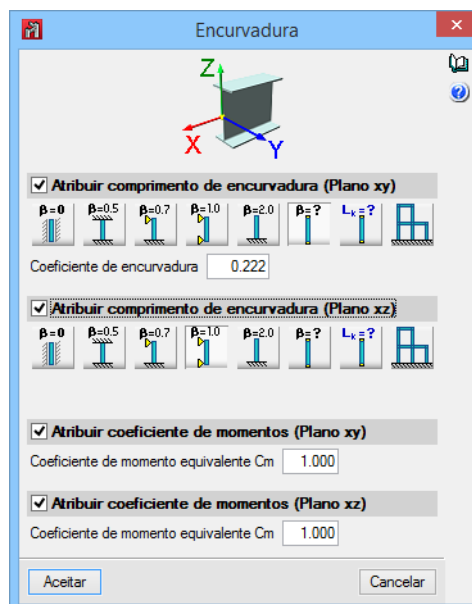 Encurvadura
Z
X
Y
Atribuir comprimento de encurvadura (Plano xy)
β=0 β=0.5 β=0.7 β=1.0 β=2.0 β=? Lk=?
Coeficiente de encurvadura 0.222
Atribuir comprimento de encurvadura (Plano xz)
β=0 β=0.5 β=0.7 β=1.0 β=2.0 β=? Lk=?
Atribuir coeficiente de momentos (Plano xy)
Coeficiente de momento equivalente Cm 1.000
Atribuir coeficiente de momentos (Plano xz)
Coeficiente de momento equivalente Cm 1.000
Aceitar Cancelar